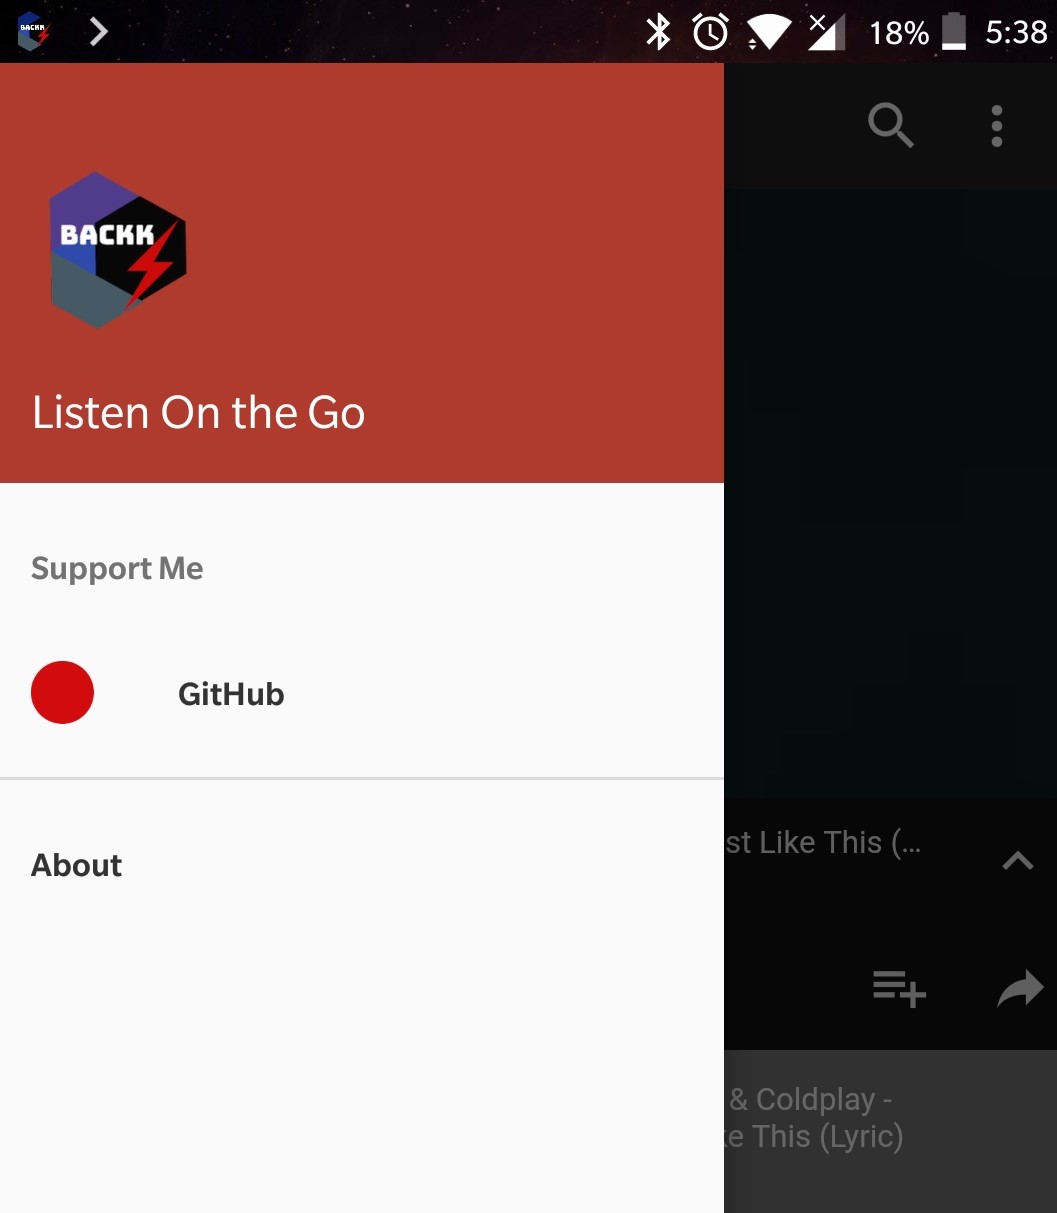 BACKK
18% 5:38
BACKK
Listen On the Go
Support Me
GitHub
About
st Like This (...
& Coldplay -
ke This (Lyric)